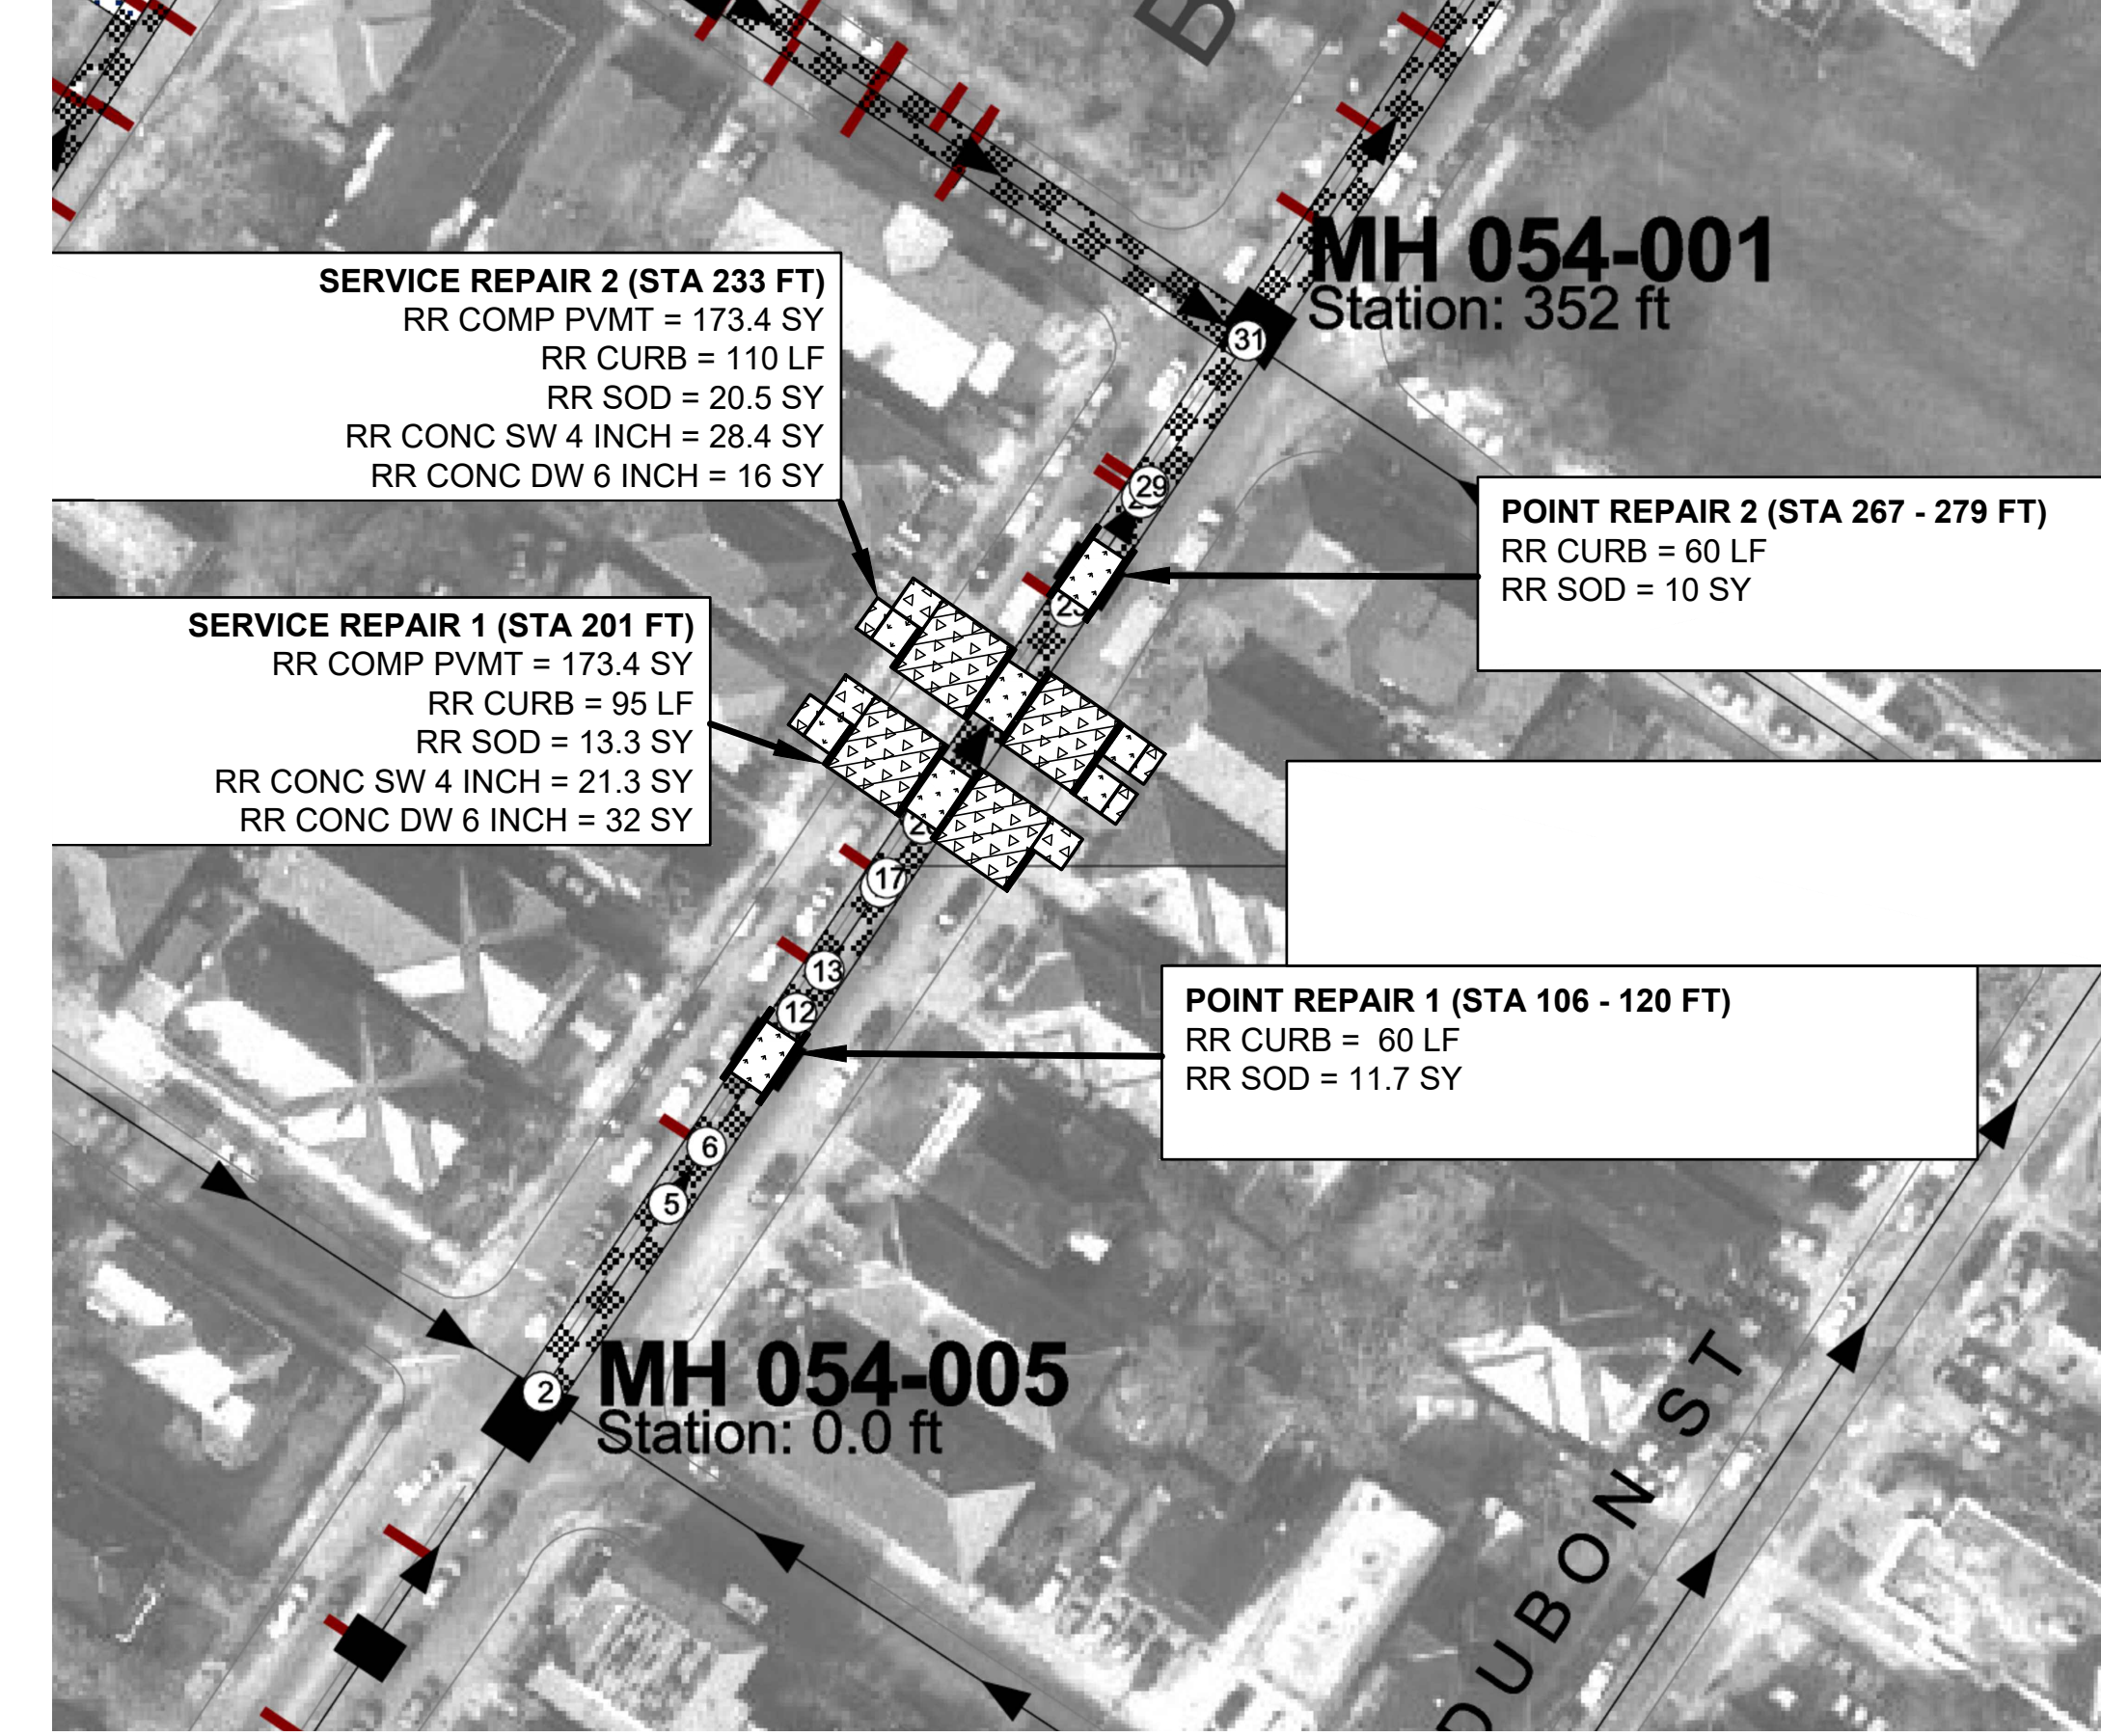 B
MH 054-001
Station: 352 ft
31
SERVICE REPAIR 2 (STA 233 FT)
RR COMP PVMT = 173.4 SY
RR CURB = 110 LF
RR SOD = 20.5 SY
RR CONC SW 4 INCH = 28.4 SY
RR CONC DW 6 INCH = 16 SY
29
POINT REPAIR 2 (STA 267 - 279 FT)
RR CURB = 60 LF
RR SOD = 10 SY
SERVICE REPAIR 1 (STA 201 FT)
RR COMP PVMT = 173.4 SY
RR CURB = 95 LF
RR SOD = 13.3 SY
RR CONC SW 4 INCH = 21.3 SY
RR CONC DW 6 INCH = 32 SY
17
13
12
POINT REPAIR 1 (STA 106 - 120 FT)
RR CURB =  60 LF
RR SOD = 11.7 SY
6
5
2
MH 054-005
Station: 0.0 ft
DUBON ST